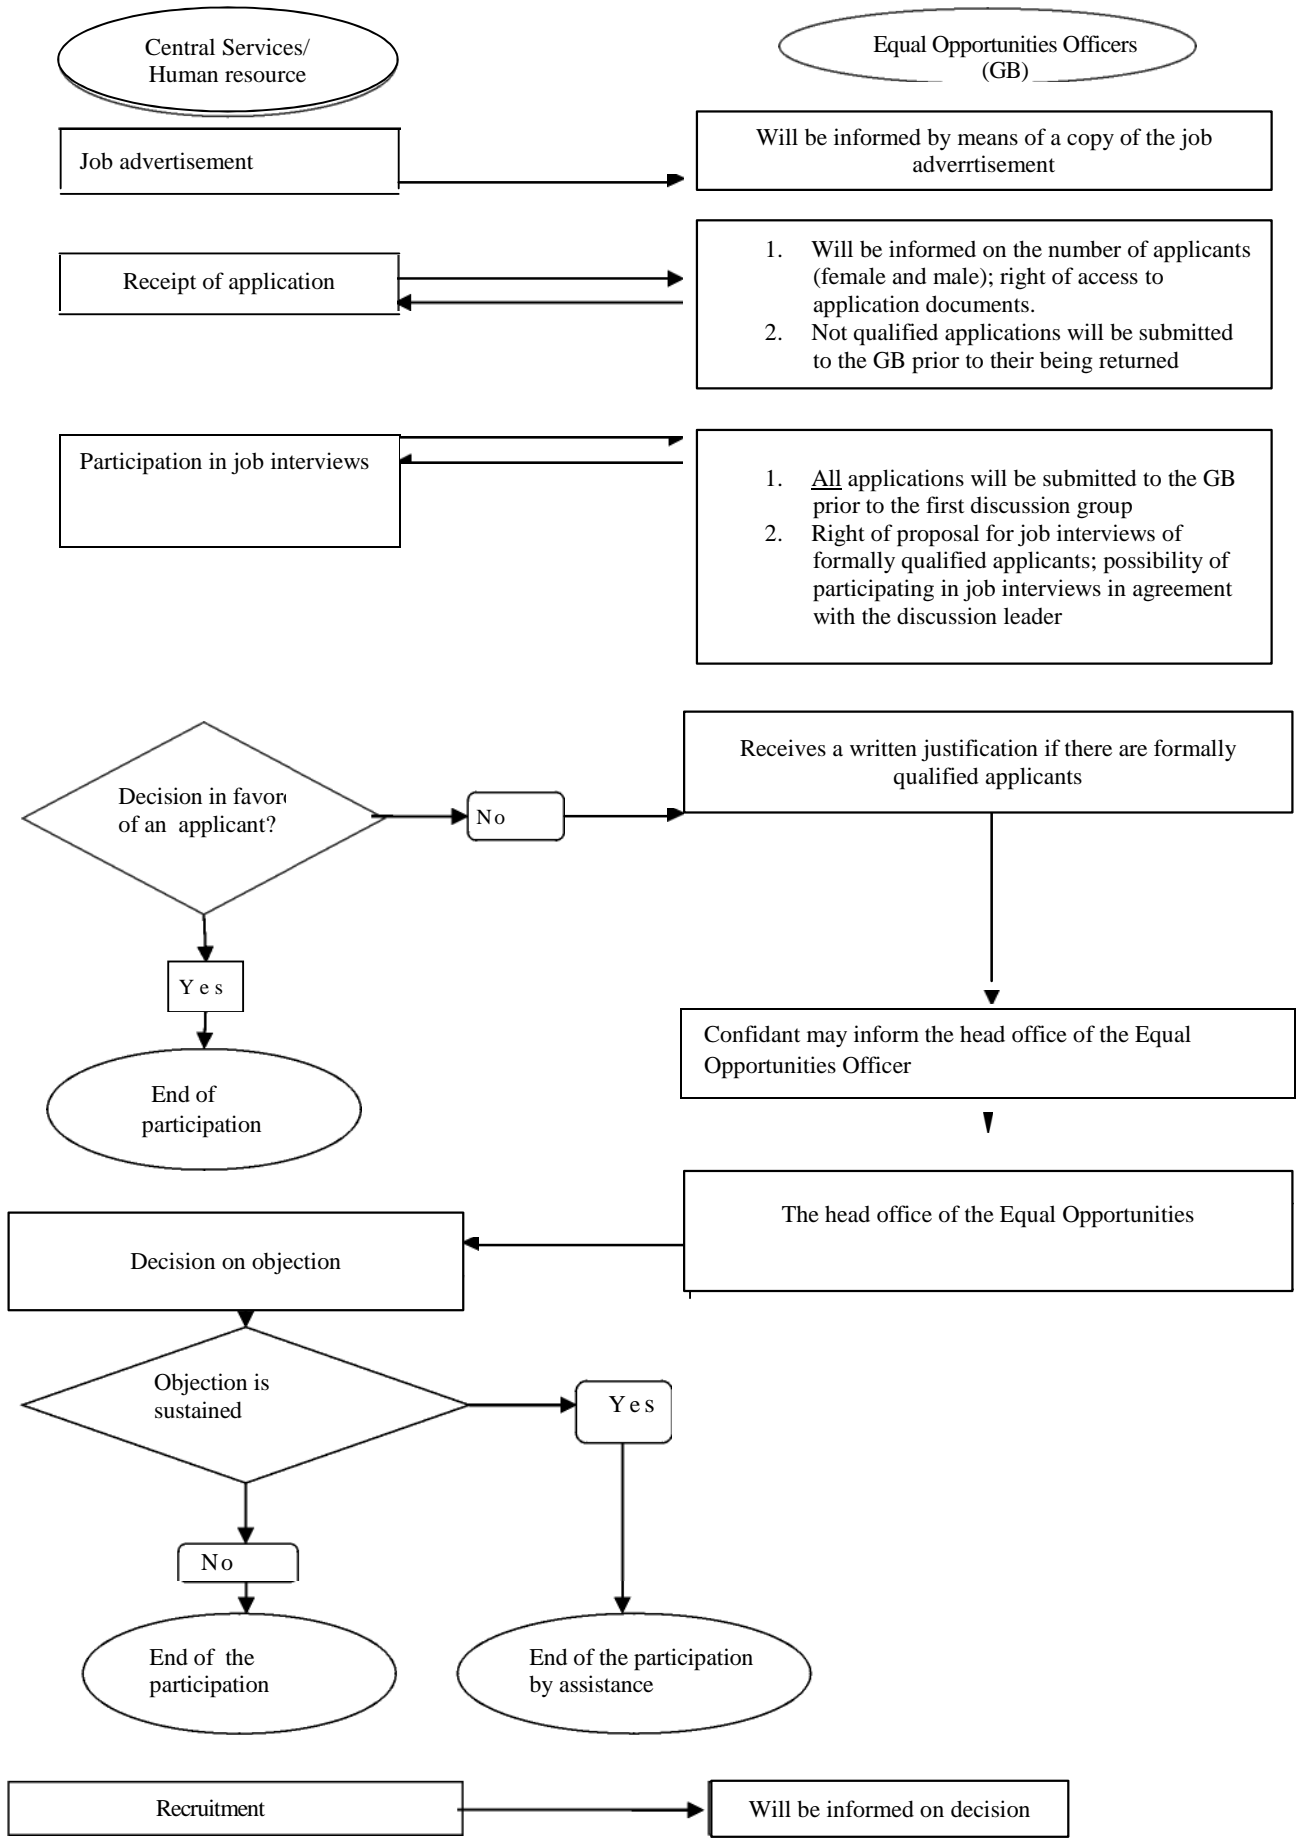 Central Services/
Human resource
Equal Opportunities Officers
(GB)
Job advertisement
Will be informed by means of a copy of the job
adverrtisement
Receipt of application
1. Will be informed on the number of applicants
(female and male); right of access to
application documents.
2. Not qualified applications will be submitted
to the GB prior to their being returned
Participation in job interviews
1. All applications will be submitted to the GB
prior to the first discussion group
2. Right of proposal for job interviews of
formally qualified applicants; possibility of
participating in job interviews in agreement
with the discussion leader
Decision in favor
of an applicant?
No
Receives a written justification if there are formally
qualified applicants
Yes
End of
participation
Confidant may inform the head office of the Equal
Opportunities Officer
The head office of the Equal Opportunities
Decision on objection
Objection is
sustained
Yes
No
End of the
participation
End of the participation
by assistance
Recruitment
Will be informed on decision